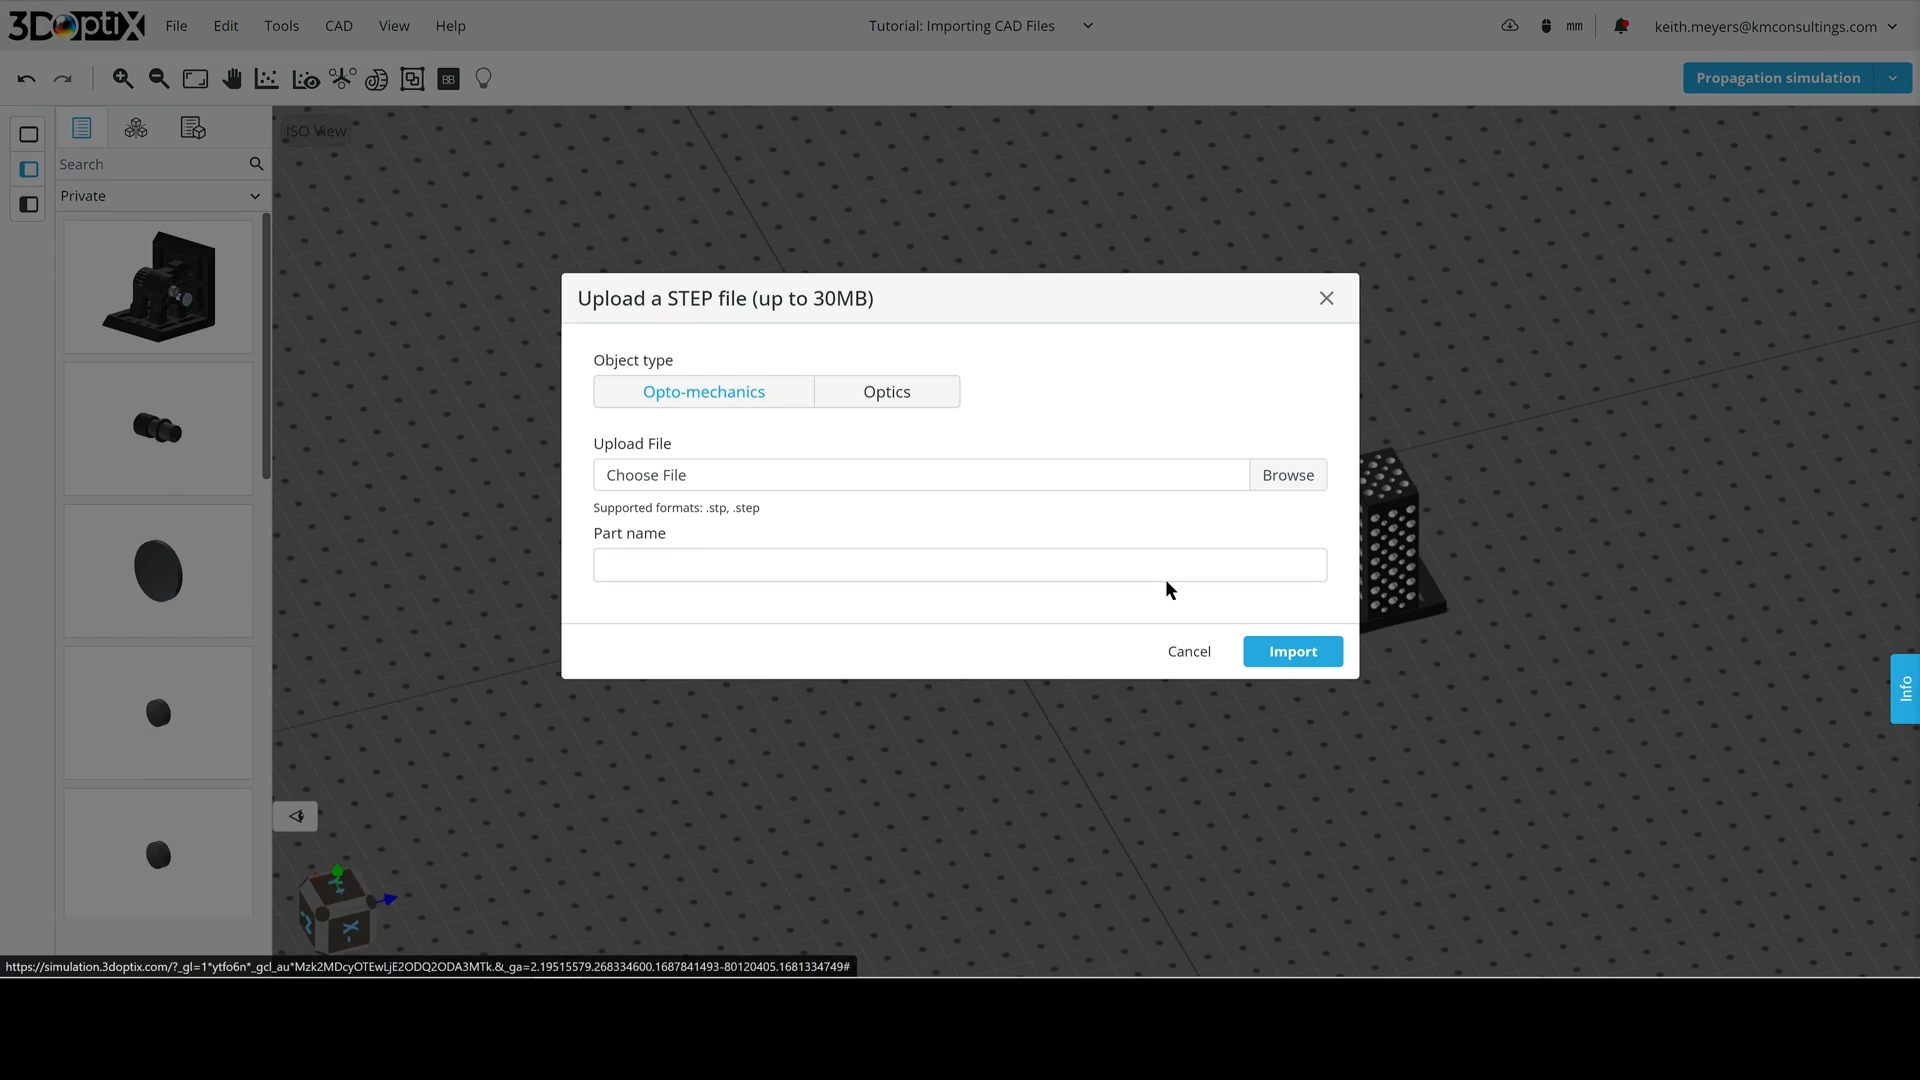 3DOptiX File Edit Tools CAD View Help Tutorial: Importing CAD Files mm keith.meyers@kmconsultings.com
BB Propagation simulation
ISO View
Search
Private
Upload a STEP file (up to 30MB)
Object type
Opto-mechanics Optics
Upload File
Choose File Browse
Supported formats: .stp, .step
Part name
Cancel Import
Info
https://simulation.3doptix.com/?_gl=1*ytfo6n*_gcl_au*Mzk2MDcyOTEwLjE2ODQ2ODA3MTk.&_ga=2.19515579.268334600.1687841493-80120405.1681334749#